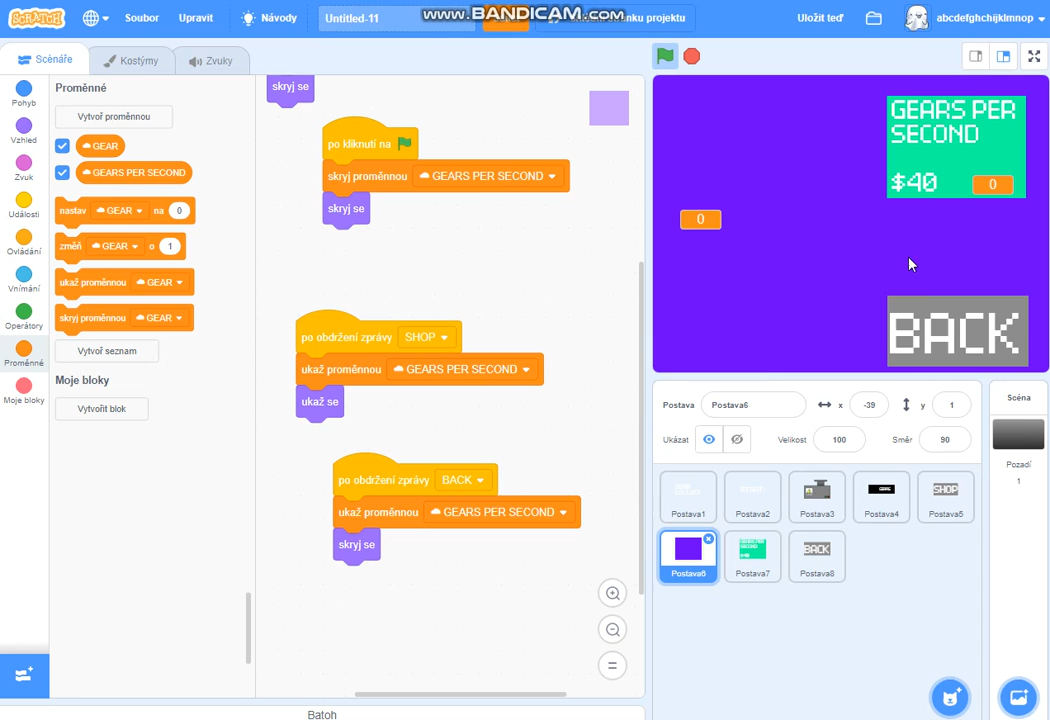 www.BANDICAM.com
SCRATCH
Soubor
Upravit
Návody
Untitled-11
nku projektu
Uložit teď
abcdefghchijklmnop
Scénáře
Kostýmy
Zvuky
Pohyb
Vzhled
Zvuk
Události
Ovládání
Vnímání
Operátory
Proměnné
Moje bloky
Proměnné
Vytvoř proměnnou
GEAR
GEARS PER SECOND
nastav GEAR na 0
změň GEAR o 1
ukaž proměnnou GEAR
skryj proměnnou GEAR
Vytvoř seznam
Moje bloky
Vytvořit blok
skryj se
po kliknutí na
skryj proměnnou GEARS PER SECOND
skryj se
po obdržení zprávy SHOP
ukaž proměnnou GEARS PER SECOND
ukaž se
po obdržení zprávy BACK
ukaž proměnnou GEARS PER SECOND
skryj se
GEARS PER
SECOND
$40 0
0
BACK
Postava Postava6 x -39 y 1
Ukázat Velikost 100 Směr 90
Postava1
Postava2
Postava3
GEARS
Postava4
SHOP
Postava5
Postava6
GEARS PER
SECOND
$40
Postava7
BACK
Postava8
Scéna
Pozadí
1
Batoh